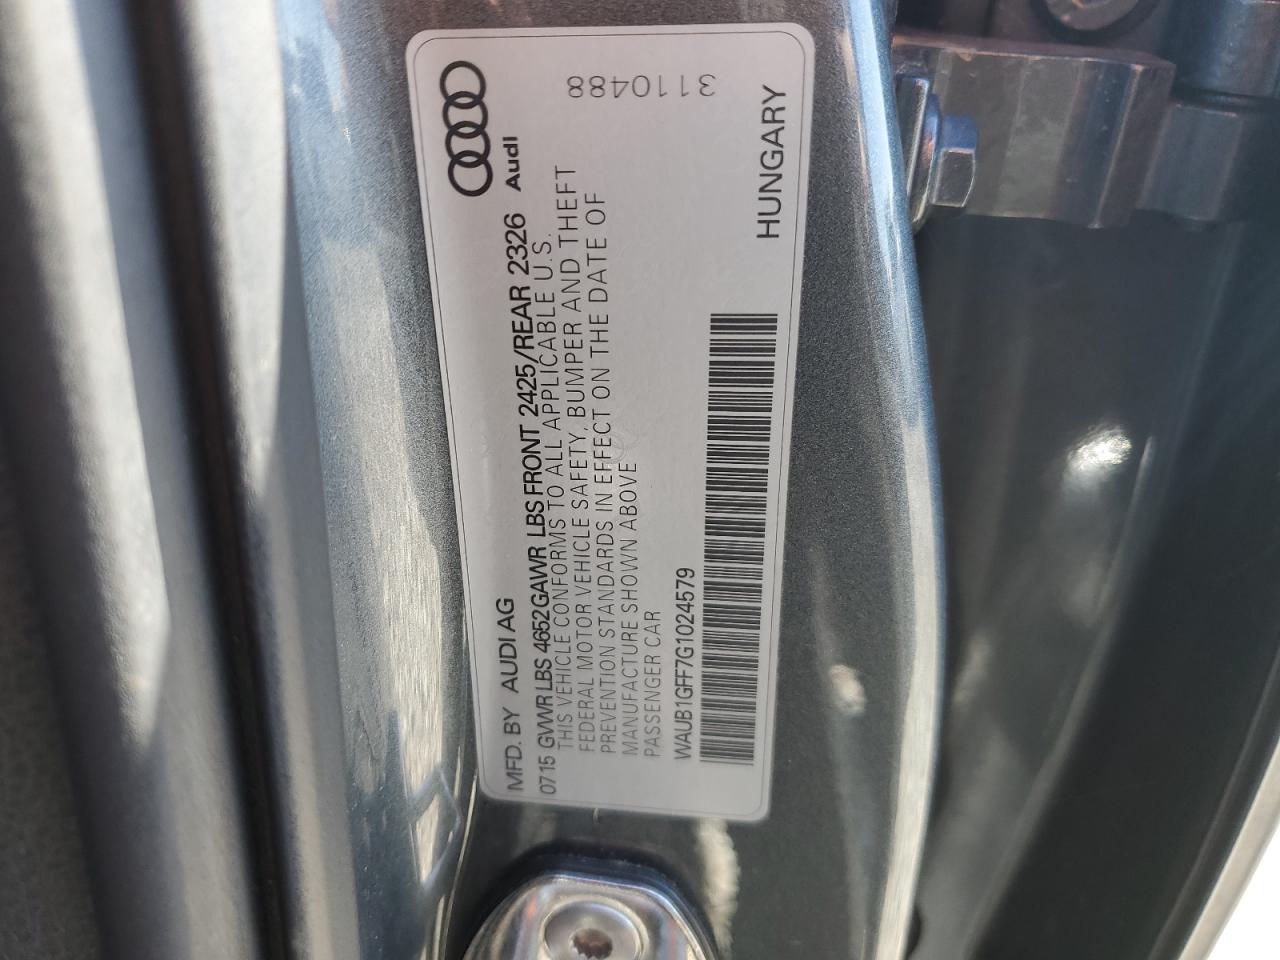 Audi
3110488
MFD. BY AUDI AG
0715 GVWR LBS 4652 GAWR LBS FRONT 2425/REAR 2326
THIS VEHICLE CONFORMS TO ALL APPLICABLE U.S.
FEDERAL MOTOR VEHICLE SAFETY, BUMPER AND THEFT
PREVENTION STANDARDS IN EFFECT ON THE DATE OF
MANUFACTURE SHOWN ABOVE
PASSENGER CAR
WAUB1GFF7G1024579
HUNGARY